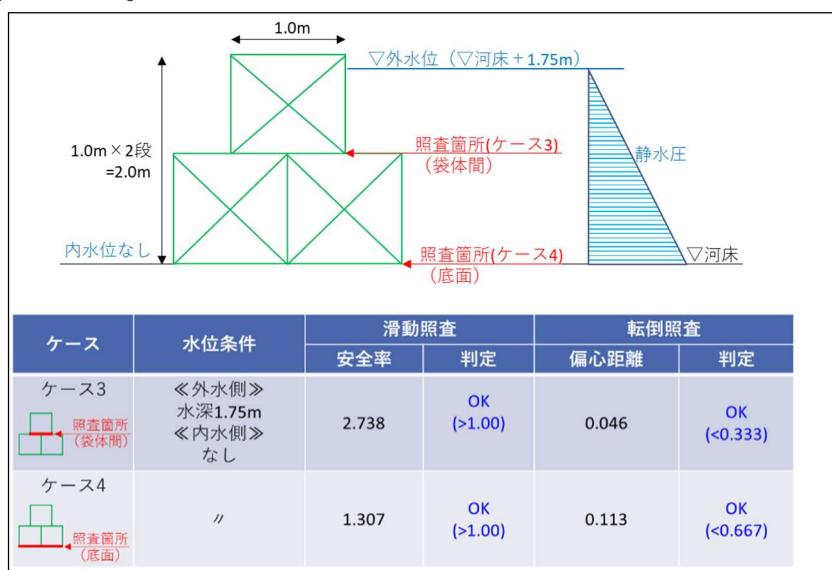 1.0m
▽外水位（▽河床＋1.75m）
1.0m×2段
=2.0m
照査箇所(ケース3)
（袋体間）
静水圧
内水位なし
照査箇所(ケース4)
（底面）
▽河床
ケース 水位条件 滑動照査 転倒照査
安全率 判定 偏心距離 判定
ケース3
照査箇所
（袋体間）
≪外水側≫
水深1.75m
≪内水側≫
なし
2.738
OK
(>1.00)
0.046
OK
(<0.333)
ケース4
照査箇所
（底面）
〃
1.307
OK
(>1.00)
0.113
OK
(<0.667)